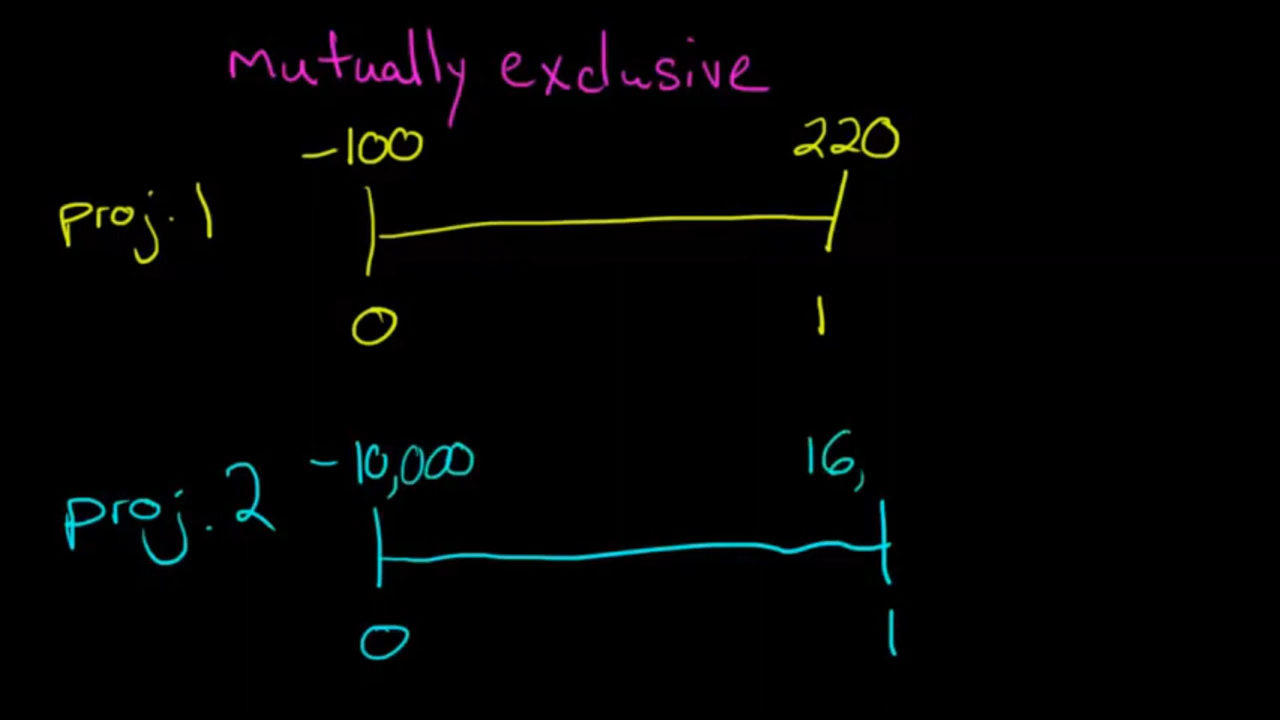 Mutually exclusive
-100 220
proj. 1
0 1
-10,000 16,
proj. 2
0 1